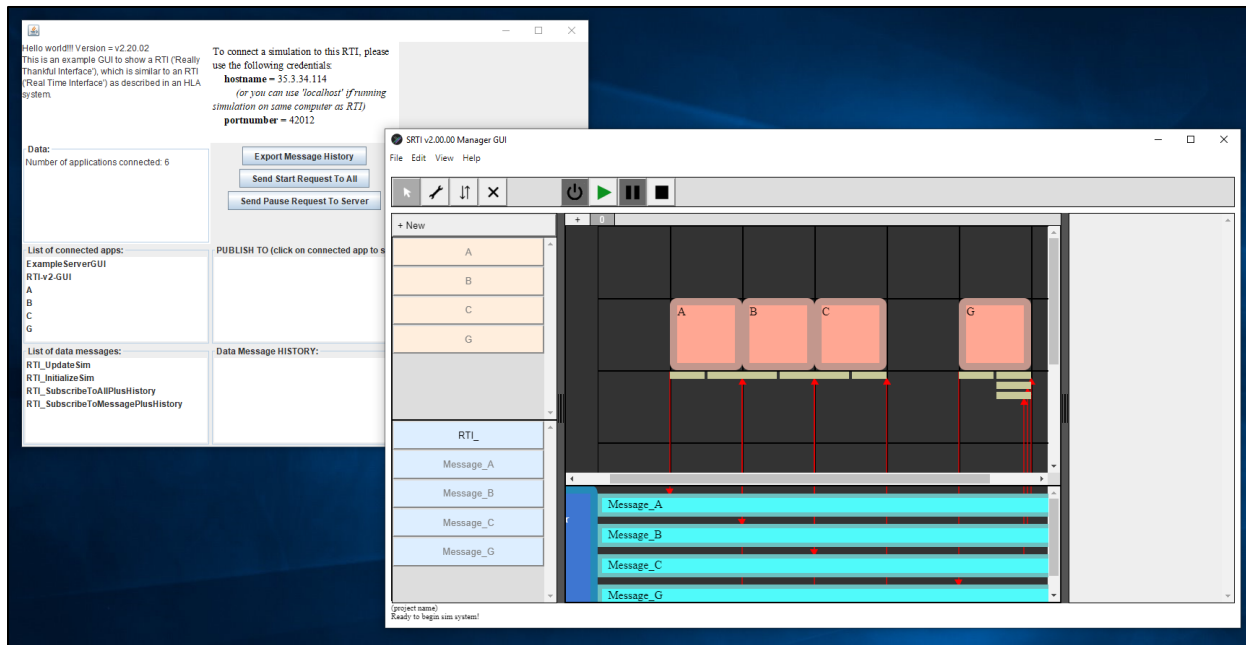 Hello world!!! Version = v2.20.02
This is an example GUI to show a RTI ('Really
Thankful Interface'), which is similar to an RTI
('Real Time Interface') as described in an HLA
system.
To connect a simulation to this RTI, please
use the following credentials:
hostname = 35.3.34.114
(or you can use 'localhost' if running
simulation on same computer as RTI)
portnumber = 42012
Data:
Number of applications connected: 6
Export Message History
Send Start Request To All
Send Pause Request To Server
List of connected apps:
ExampleServerGUI
RTI-v2-GUI
A
B
C
G
PUBLISH TO (click on connected app to s
List of data messages:
RTI_UpdateSim
RTI_InitializeSim
RTI_SubscribeToAllPlusHistory
RTI_SubscribeToMessagePlusHistory
Data Message HISTORY:
SRTI v2.00.00 Manager GUI
File Edit View Help
+ New
A
B
C
G
RTI_
Message_A
Message_B
Message_C
Message_G
+ 0
A B C G
r
Message_A
Message_B
Message_C
Message_G
(project name)
Ready to begin sim system!